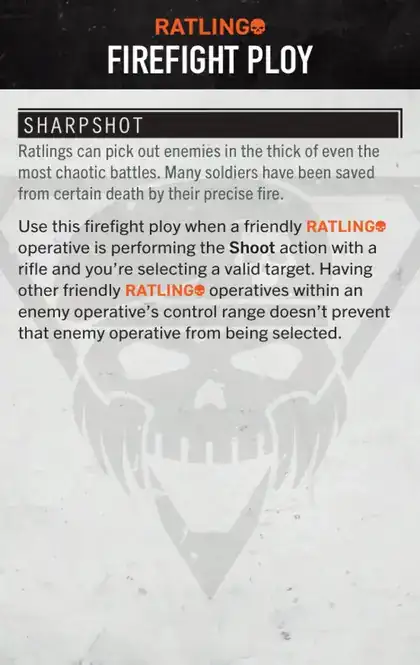 RATLING
FIREFIGHT PLOY
SHARPSHOT
Ratlings can pick out enemies in the thick of even the
most chaotic battles. Many soldiers have been saved
from certain death by their precise fire.
Use this firefight ploy when a friendly RATLING
operative is performing the Shoot action with a
rifle and you’re selecting a valid target. Having
other friendly RATLING operatives within an
enemy operative’s control range doesn’t prevent
that enemy operative from being selected.